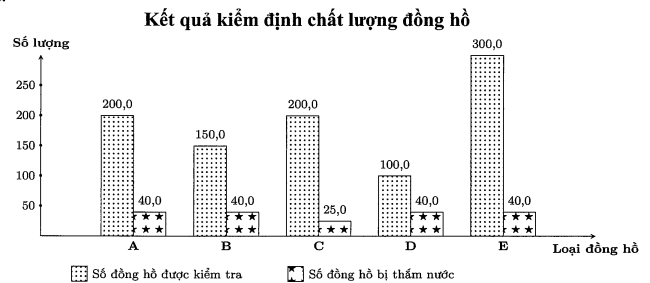 Kết quả kiểm định chất lượng đồng hồ
Số lượng
300,0
250
200,0
200,0
200
150,0
150
100,0
100
40,0
40,0
25,0
40,0
40,0
50
A B C D E
Loại đồng hồ
Số đồng hồ được kiểm tra
Số đồng hồ bị thấm nước